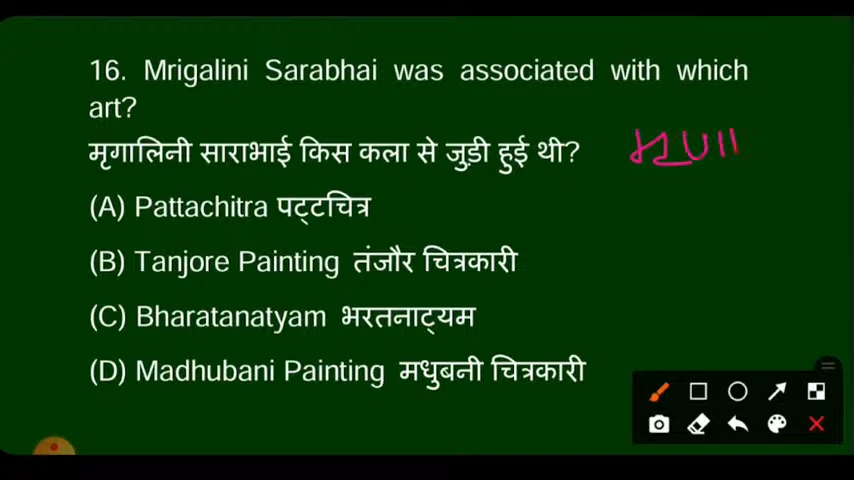 16. Mrigalini Sarabhai was associated with which
art?
मृगालिनी साराभाई किस कला से जुड़ी हुई थी?
(A) Pattachitra पट्टचित्र
(B) Tanjore Painting तंजौर चित्रकारी
(C) Bharatanatyam भरतनाट्यम
(D) Madhubani Painting मधुबनी चित्रकारी